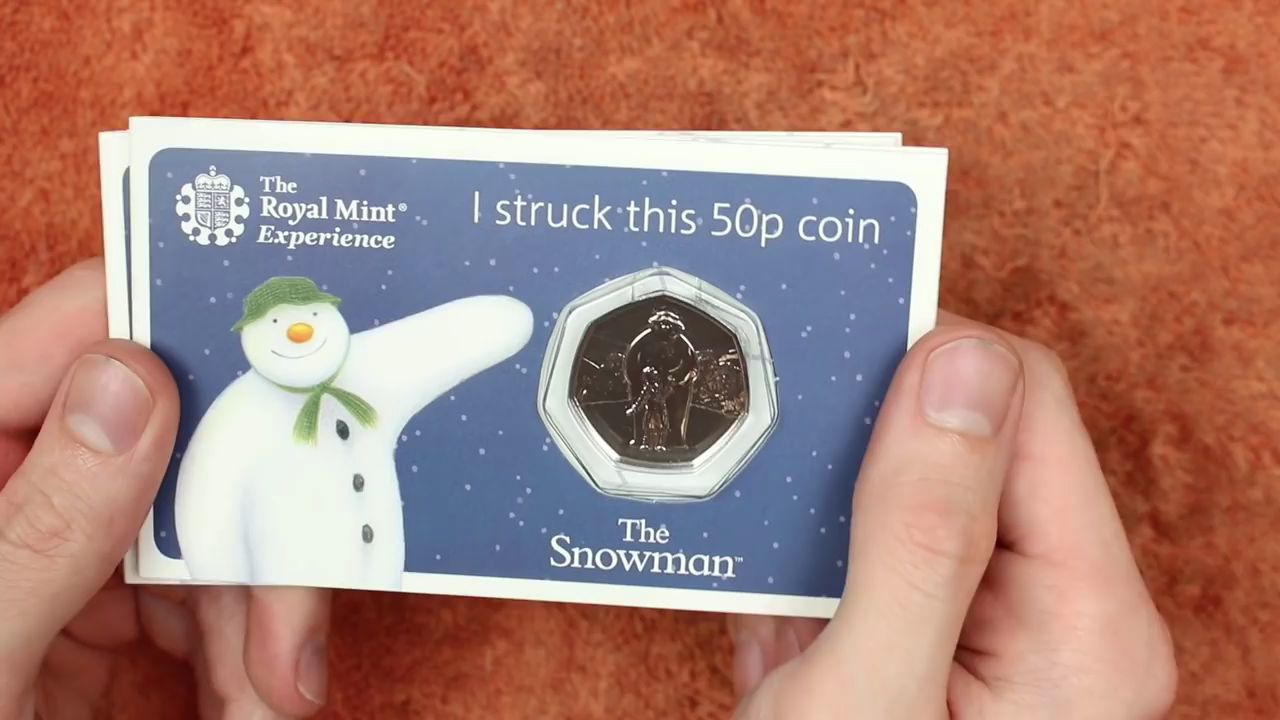 The
Royal Mint®
Experience
I struck this 50p coin
The
Snowman™